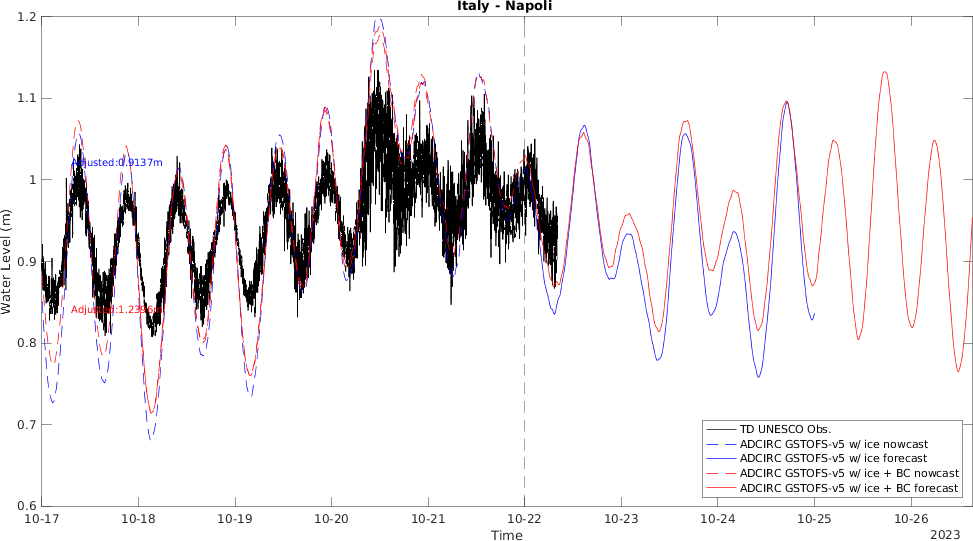 Italy - Napoli
1.2
1.1
1
0.9
0.8
0.7
0.6
Water Level (m)
Adjusted:0.9137m
Adjusted:1.2396m
TD UNESCO Obs.
ADCIRC GSTOFS-v5 w/ ice nowcast
ADCIRC GSTOFS-v5 w/ ice forecast
ADCIRC GSTOFS-v5 w/ ice + BC nowcast
ADCIRC GSTOFS-v5 w/ ice + BC forecast
10-17 10-18 10-19 10-20 10-21 10-22 10-23 10-24 10-25 10-26
Time
2023